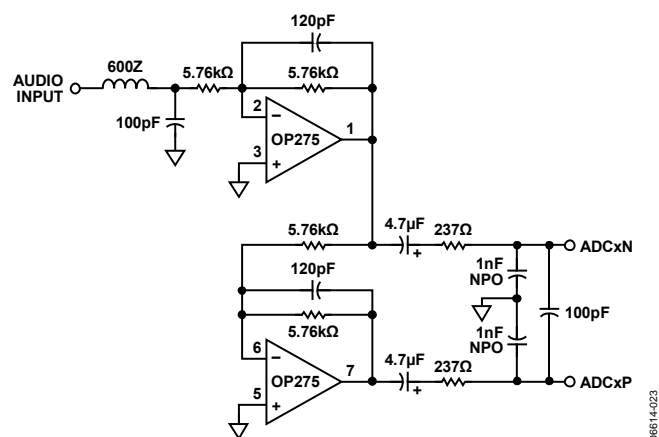 120pF
600Z
5.76kΩ
5.76kΩ
AUDIO
INPUT
100pF
2
–
OP275
1
3
+
5.76kΩ
4.7µF
+
237Ω
ADCxN
120pF
1nF
NPO
5.76kΩ
100pF
1nF
NPO
6
–
OP275
7
4.7µF
+
237Ω
5
+
ADCxP
06614-023